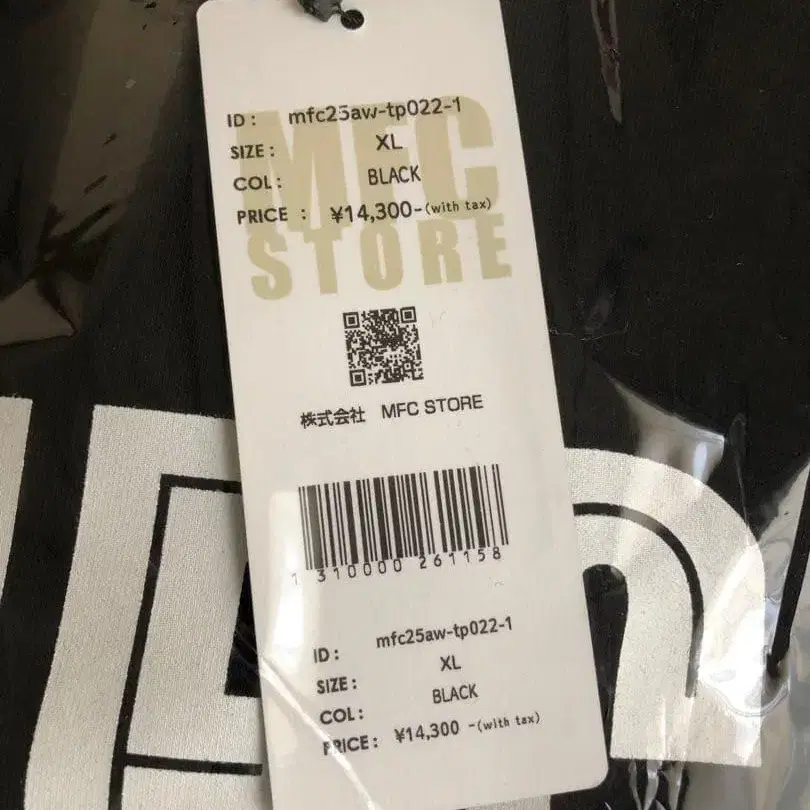 ID : mfc25aw-tp022-1
SIZE : XL
COL : BLACK
PRICE : ¥14,300-(with tax)
MFC
STORE
株式会社 MFC STORE
1 310000 261158
ID : mfc25aw-tp022-1
SIZE : XL
COL : BLACK
PRICE : ¥14,300 -(with tax)